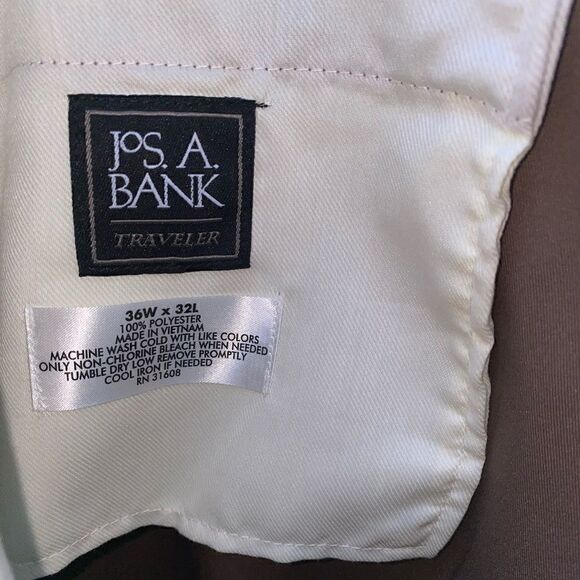 JOS. A.
BANK
TRAVELER
36W x 32L
100% POLYESTER
MADE IN VIETNAM
MACHINE WASH COLD WITH LIKE COLORS
ONLY NON-CHLORINE BLEACH WHEN NEEDED
TUMBLE DRY LOW REMOVE PROMPTLY
COOL IRON IF NEEDED
RN 31608